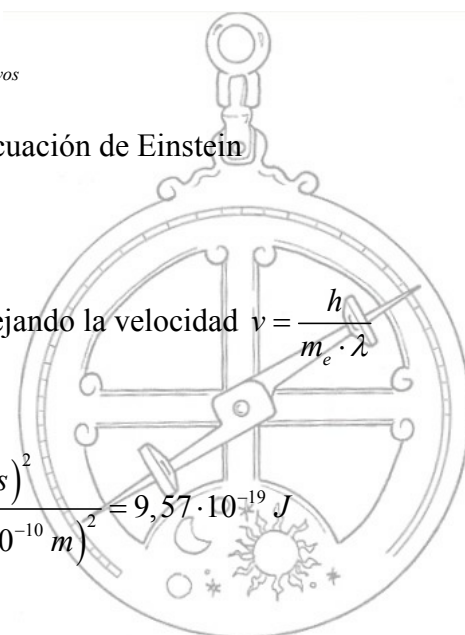 vos
cuación de Einstein
ejando la velocidad v = h / (m_e · λ)
s)^2 / (0^{-10} m)^2 = 9,57·10^{-19} J